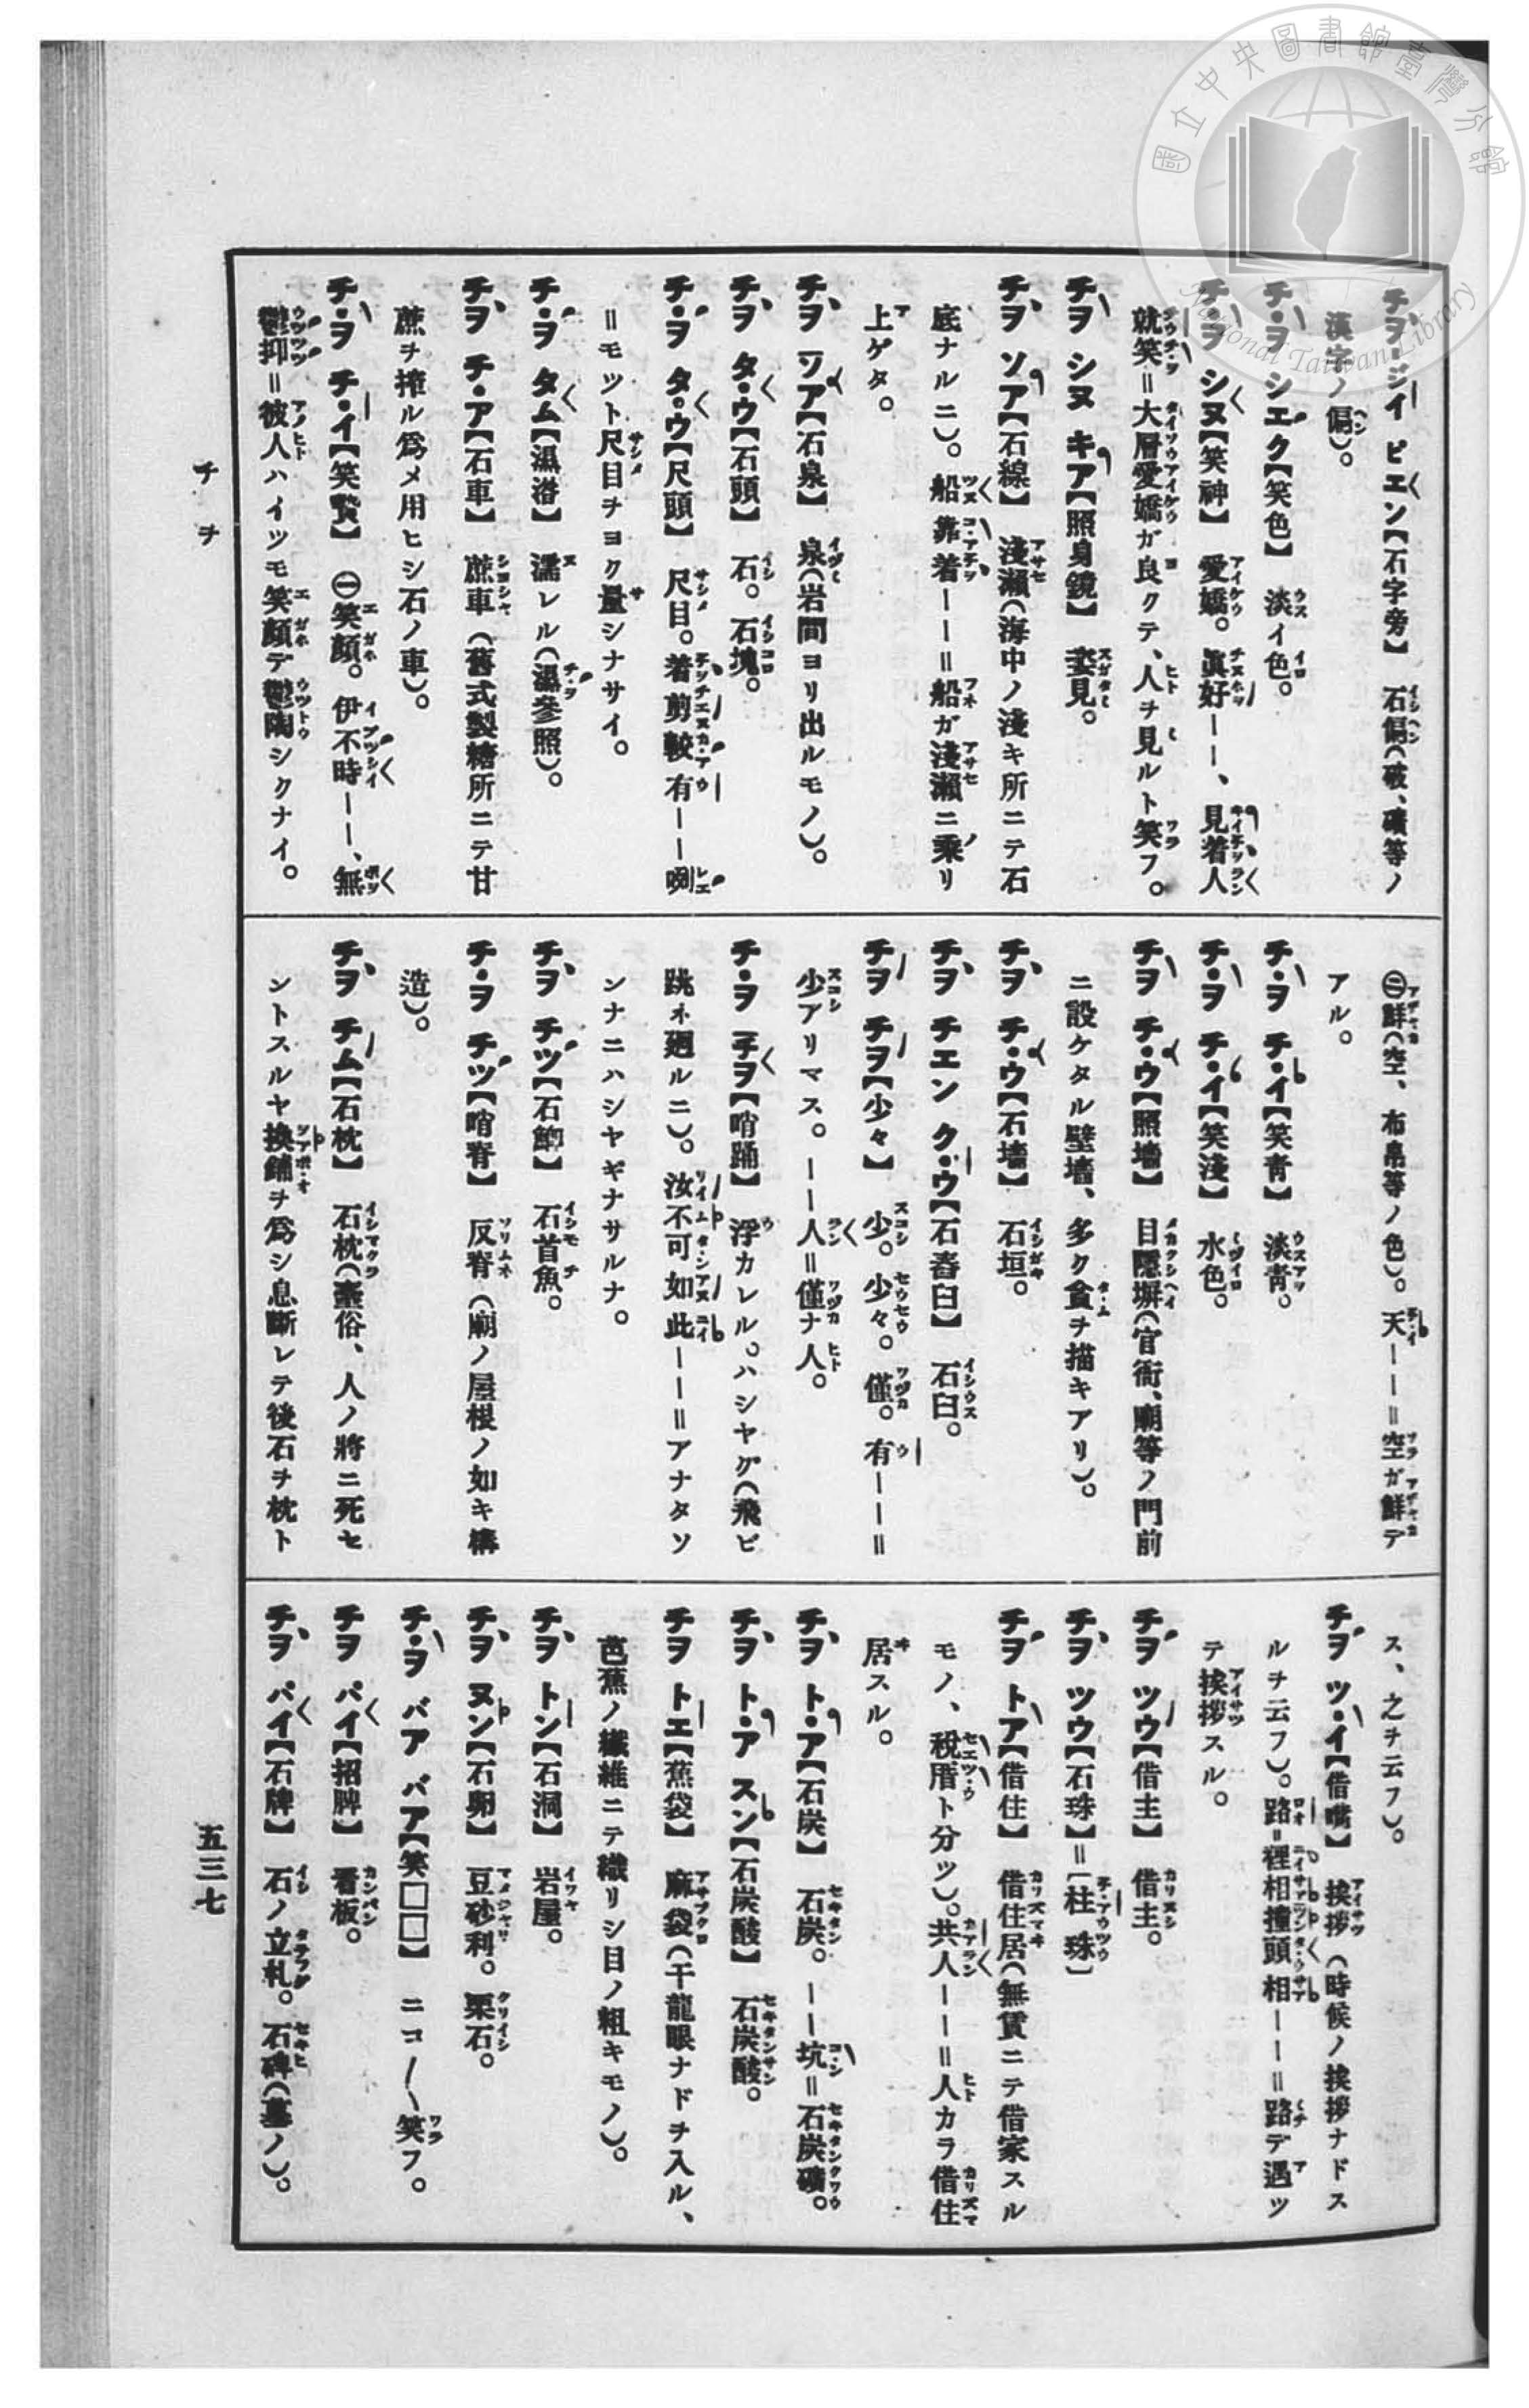 國立中央圖書館臺灣分館
National Taiwan Library
チヲ・ジイ ピエン【石字旁】 石偏(破、磺等ノ
漢字ノ偏)。
チ・ヲ シエク【笑色】 淡イ色。
チ・ヲ シヌ【笑神】 愛嬌。眞好ーー、見着人
就笑=大層愛嬌ガ良クテ、人ヲ見ルト笑フ。
チヲ シヌ キア【照身鏡】 姿見。
チヲ ソア【石線】 淺瀨(海中ノ淺キ所ニテ石
底ナルニ)。船靠着ーー=船ガ淺瀨ニ乘リ
上ゲタ。
チヲ ツア【石泉】 泉(岩間ヨリ出ルモノ)。
チヲ タ・ウ【石頭】 石。石塊。
チ・ヲ タ・ウ【尺頭】 尺目。着剪較有ーー咧
=モツト尺目ヲヨク量シナサイ。
チ・ヲ タム【濕澹】 濡レル(濕參照)。
チヲ チ・ア【石車】 蔗車(舊式製糖所ニテ甘
蔗ヲ搾ル爲メ用ヒシ石ノ車)。
チ・ヲ チ・イ【笑䶊】 ㊀笑顏。伊不時ーー、無
鬱抑=彼人ハイツモ笑顏デ鬱陶シクナイ。
㊁鮮(空、布帛等ノ色)。天ーー=空ガ鮮デ
アル。
チ・ヲ チ・イ【笑靑】 淡靑。
チ・ヲ チ・イ【笑淺】 水色。
チヲ チ・ウ【照墻】 目隱塀(官衙、廟等ノ門前
ニ設ケタル壁墻、多ク貪ヲ描キアリ)。
チヲ チ・ウ【石墻】 石垣。
チヲ チエン ク・ウ【石舂臼】 石臼。
チヲ チヲ【少々】 少。少々。僅。有ーー=
少アリマス。ーー人=僅ナ人。
チ・ヲ チヲ【哨踊】 浮カレル。ハシヤグ(飛ビ
跳ネ廻ルニ)。汝不可如此ーー=アナタソ
ンナニハシヤギナサルナ。
チヲ チツ【石鯽】 石首魚。
チ・ヲ チツ【哨脊】 反脊(廟ノ屋根ノ如キ構
造)。
チヲ チム【石枕】 石枕(臺俗、人ノ將ニ死セ
ントスルヤ換鋪ヲ爲シ息斷レテ後石ヲ枕ト
ス、之ヲ云フ)。
チヲ ツ・イ【借嘴】 挨拶(時候ノ挨拶ナドス
ルヲ云フ)。路裡相撞頭相ーー=路デ遇ツ
テ挨拶スル。
チヲ ツウ【借主】 借主。
チヲ ツウ【石珠】=〔柱珠〕
チヲ トア【借住】 借住居(無賃ニテ借家スル
モノ、稅厝ト分ツ)。共人ーー=人カラ借住
居スル。
チヲ ト・ア【石炭】 石炭。ーー坑=石炭礦。
チヲ ト・ア スン【石炭酸】 石炭酸。
チヲ トエ【蕉袋】 麻袋(干龍眼ナドヲ入ル、
芭蕉ノ纎維ニテ織リシ目ノ粗キモノ)。
チヲ トン【石洞】 岩屋。
チヲ ヌン【石卵】 豆砂利。栗石。
チ・ヲ バア バア【笑□□】 ニコ〱笑フ。
チヲ パイ【招牌】 看板。
チヲ パイ【石牌】 石ノ立札。石碑(墓ノ)。
チヲ
五三七